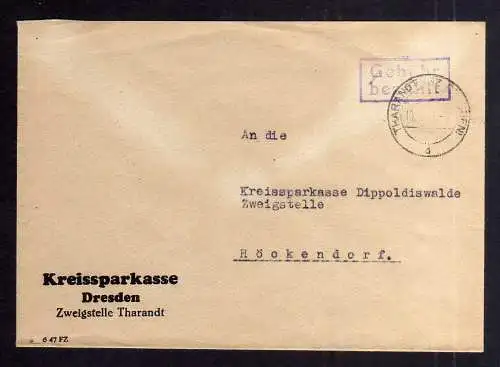 Gebühr
bezahlt
THARANDT
An die
Kreissparkasse Dippoldiswalde
Zweigstelle
Höckendorf.
Kreissparkasse
Dresden
Zweigstelle Tharandt
6 47 FZ